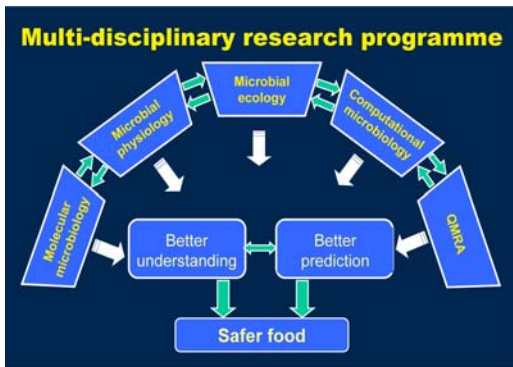 Multi-disciplinary research programme
Microbial
ecology
Microbial
physiology
Computational
microbiology
Molecular
microbiology
QMRA
Better
understanding
Better
prediction
Safer food